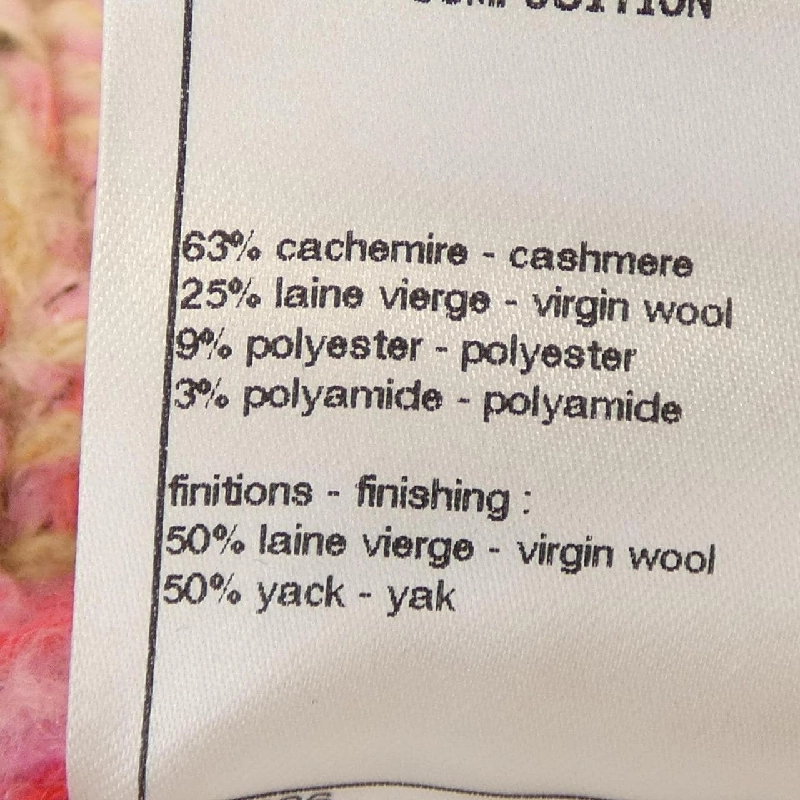 COMPOSITION
63% cachemire - cashmere
25% laine vierge - virgin wool
9% polyester - polyester
3% polyamide - polyamide
finitions - finishing :
50% laine vierge - virgin wool
50% yack - yak